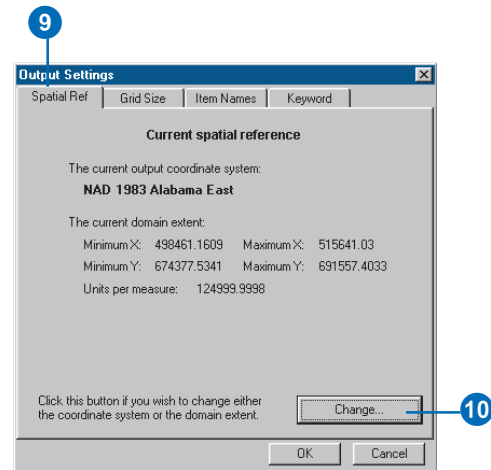 9
Output Settings
Spatial Ref Grid Size Item Names Keyword
Current spatial reference
The current output coordinate system:
NAD 1983 Alabama East
The current domain extent:
Minimum X: 498461.1609 Maximum X: 515641.03
Minimum Y: 674377.5341 Maximum Y: 691557.4033
Units per measure: 124999.9998
Click this button if you wish to change either
the coordinate system or the domain extent.
Change...
10
OK Cancel